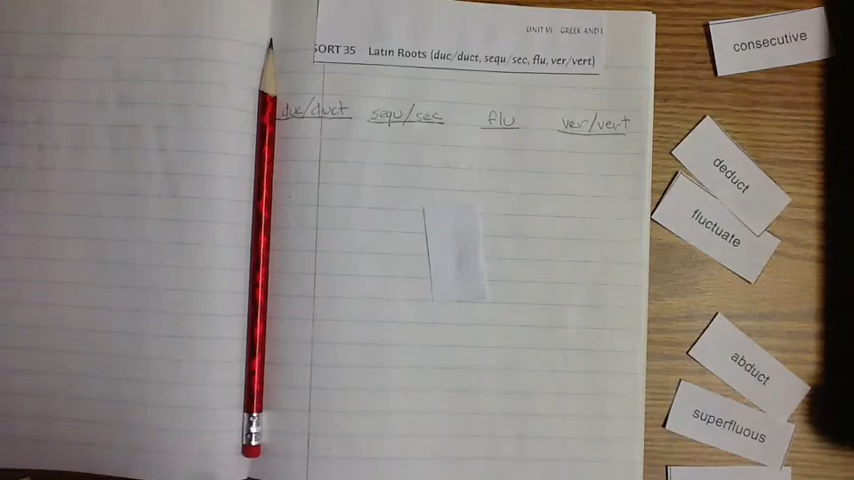 UNIT VI GREEK AND
SORT 35 Latin Roots (duc/duct, sequ/sec, flu, ver/vert)
duc/duct sequ/sec flu ver/vert
consecutive
deduct
fluctuate
abduct
superfluous